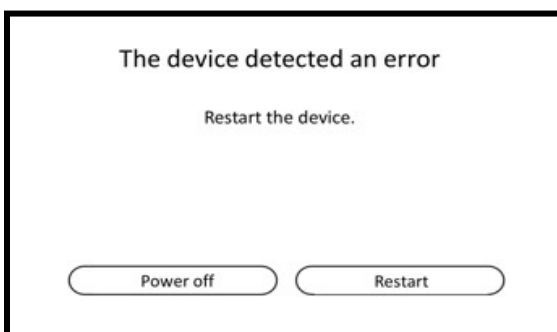 The device detected an error
Restart the device.
Power off
Restart